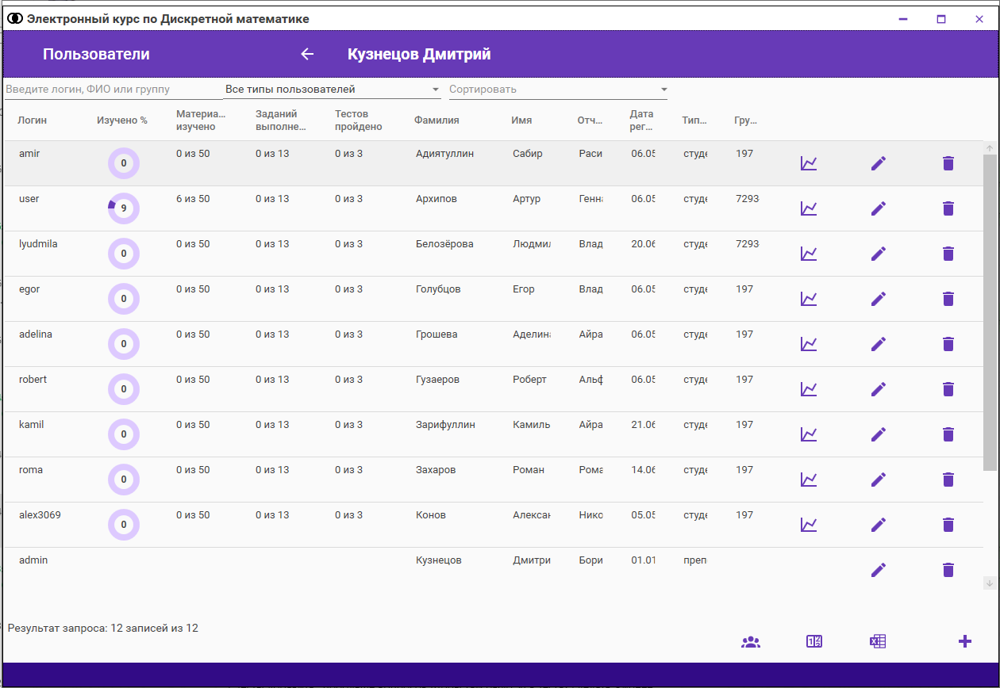 Электронный курс по Дискретной математике
Пользователи
Кузнецов Дмитрий
Введите логин, ФИО или группу
Все типы пользователей
Сортировать
Логин Изучено % Материа... изучено Заданий выполне... Тестов пройдено Фамилия Имя Отч... Дата рег... Тип... Гру...
amir 0 0 из 50 0 из 13 0 из 3 Адиятуллин Сабир Раси 06.05 студе 197
user 9 6 из 50 0 из 13 0 из 3 Архипов Артур Генна 06.05 студе 7293
lyudmila 0 0 из 50 0 из 13 0 из 3 Белозёрова Людмил Влад 20.06 студе 7293
egor 0 0 из 50 0 из 13 0 из 3 Голубцов Егор Влад 06.05 студе 197
adelina 0 0 из 50 0 из 13 0 из 3 Грошева Аделина Айра 06.05 студе 197
robert 0 0 из 50 0 из 13 0 из 3 Гузаеров Роберт Альф 06.05 студе 197
kamil 0 0 из 50 0 из 13 0 из 3 Зарифуллин Камиль Айра 21.06 студе 197
roma 0 0 из 50 0 из 13 0 из 3 Захаров Роман Рома 14.06 студе 197
alex3069 0 0 из 50 0 из 13 0 из 3 Конов Алексан Нико 05.05 студе 197
admin Кузнецов Дмитри Бори 01.01 преп
Результат запроса: 12 записей из 12